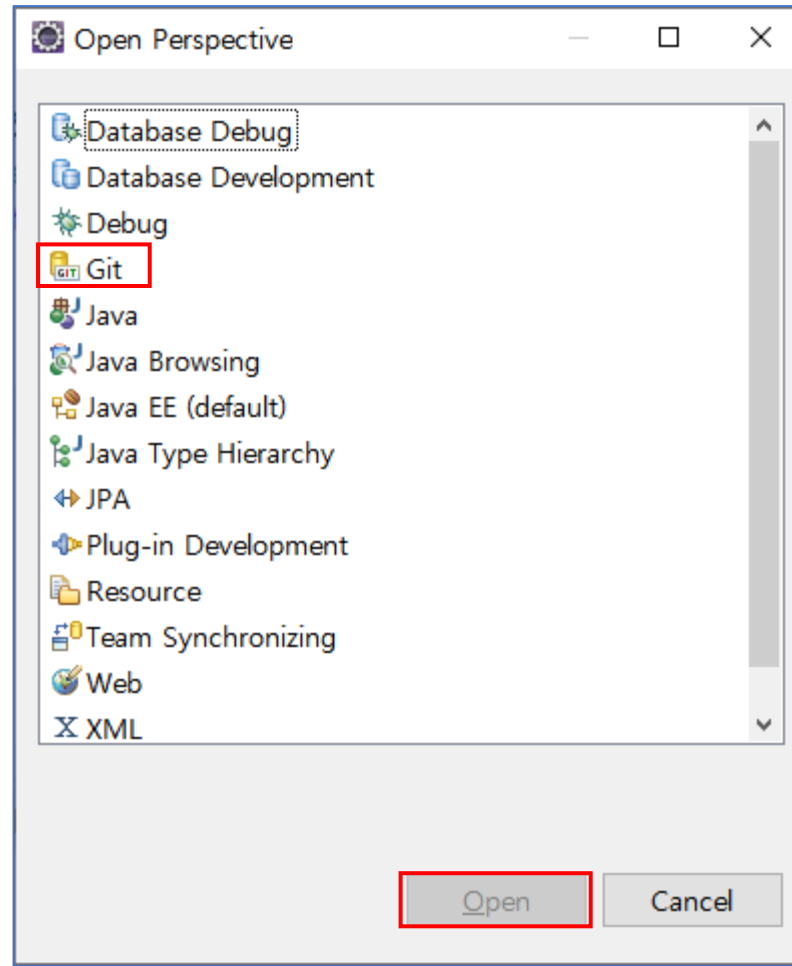 Open Perspective
Database Debug
Database Development
Debug
GIT Git
Java
Java Browsing
Java EE (default)
Java Type Hierarchy
JPA
Plug-in Development
Resource
Team Synchronizing
Web
X XML
Open Cancel